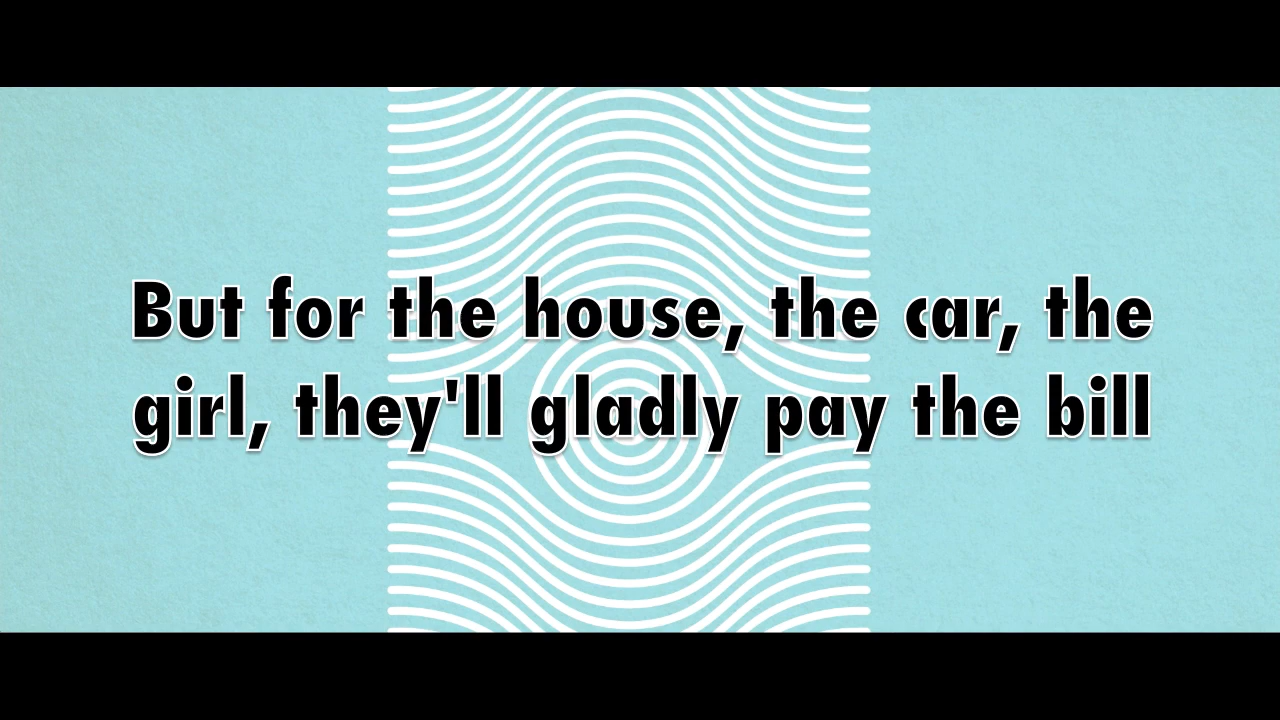 But for the house, the car, the
girl, they'll gladly pay the bill